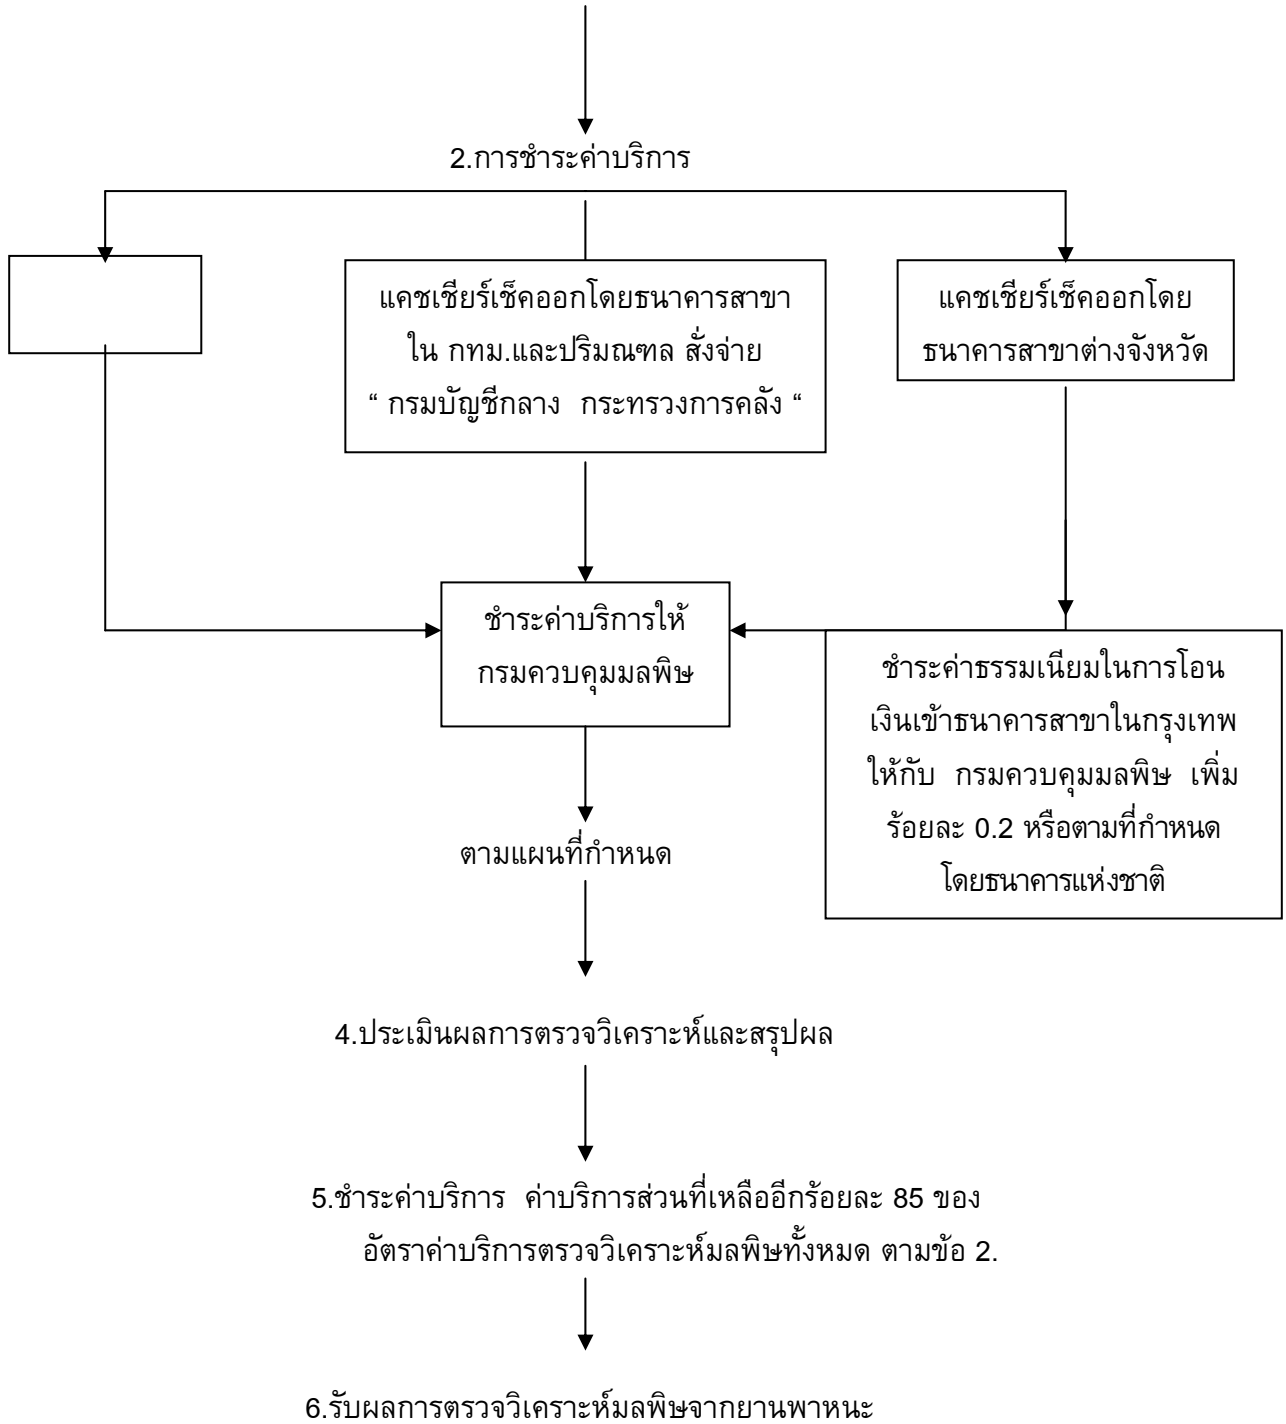 2.การชำระค่าบริการ
แคชเชียร์เช็คออกโดยธนาคารสาขา
ใน กทม.และปริมณฑล สั่งจ่าย
“ กรมบัญชีกลาง กระทรวงการคลัง “
แคชเชียร์เช็คออกโดย
ธนาคารสาขาต่างจังหวัด
ชำระค่าบริการให้
กรมควบคุมมลพิษ
ชำระค่าธรรมเนียมในการโอน
เงินเข้าธนาคารสาขาในกรุงเทพ
ให้กับ กรมควบคุมมลพิษ เพิ่ม
ร้อยละ 0.2 หรือตามที่กำหนด
โดยธนาคารแห่งชาติ
ตามแผนที่กำหนด
4.ประเมินผลการตรวจวิเคราะห์และสรุปผล
5.ชำระค่าบริการ ค่าบริการส่วนที่เหลืออีกร้อยละ 85 ของ
อัตราค่าบริการตรวจวิเคราะห์มลพิษทั้งหมด ตามข้อ 2.
6.รับผลการตรวจวิเคราะห์มลพิษจากยานพาหนะ